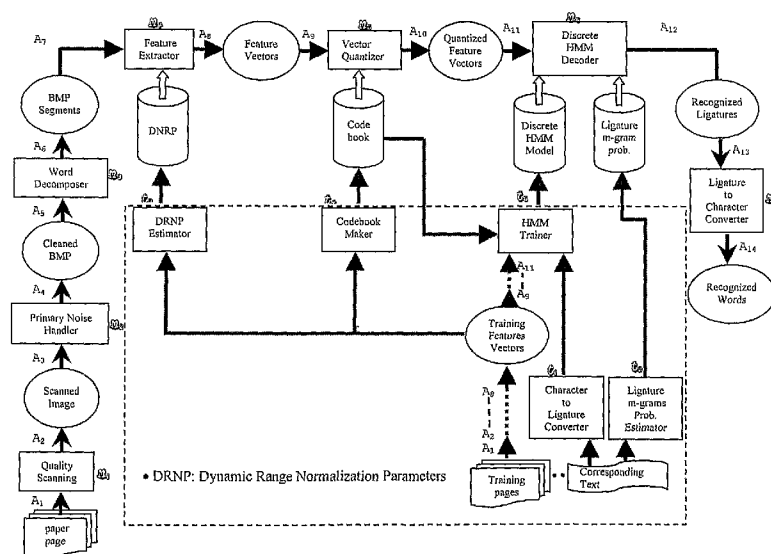 A7
Feature
Extractor
A8
Feature
Vectors
A9
Vector
Quantizer
A10
Quantized
Feature
Vectors
A11
Discrete
HMM
Decoder
A12
BMP
Segments
DNRP
Code
book
Discrete
HMM
Model
Ligature
m-gram
prob.
Recognized
Ligatures
A13
A6
Word
Decomposer
A5
Ligature
to
Character
Converter
A14
Recognized
Words
DRNP
Estimator
Codebook
Maker
HMM
Trainer
Cleaned
BMP
A4
A11
A9
Primary Noise
Handler
A3
Training
Features
Vectors
Scanned
Image
A2
A8
A2
A1
Character
to
Ligature
Converter
Ligature
m-grams
Prob.
Estimator
Quality
Scanning
A1
• DRNP: Dynamic Range Normalization Parameters
Training
pages
Corresponding
Text
paper
page